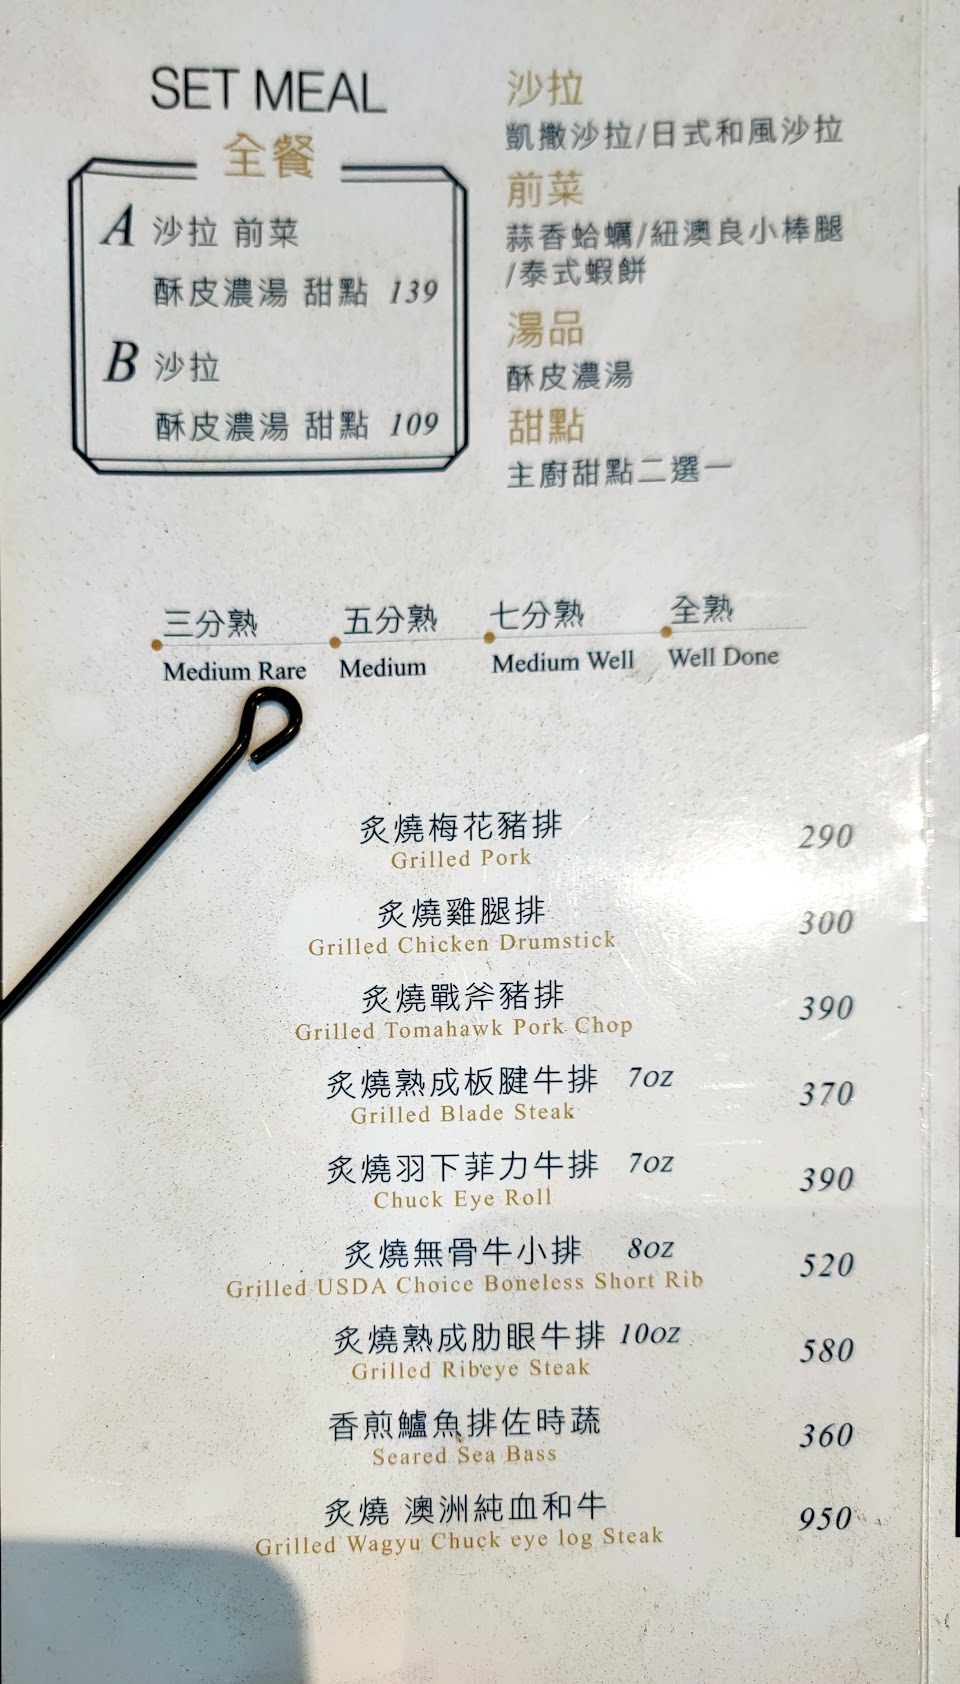 SET MEAL
全餐
A 沙拉 前菜
酥皮濃湯 甜點 139
B 沙拉
酥皮濃湯 甜點 109
沙拉
凱撒沙拉/日式和風沙拉
前菜
蒜香蛤蠣/紐澳良小棒腿
/泰式蝦餅
湯品
酥皮濃湯
甜點
主廚甜點二選一
三分熟 五分熟 七分熟 全熟
Medium Rare Medium Medium Well Well Done
炙燒梅花豬排 290
Grilled Pork
炙燒雞腿排 300
Grilled Chicken Drumstick
炙燒戰斧豬排 390
Grilled Tomahawk Pork Chop
炙燒熟成板腱牛排 7oz 370
Grilled Blade Steak
炙燒羽下菲力牛排 7oz 390
Chuck Eye Roll
炙燒無骨牛小排 8oz 520
Grilled USDA Choice Boneless Short Rib
炙燒熟成肋眼牛排 10oz 580
Grilled Ribeye Steak
香煎鱸魚排佐時蔬 360
Seared Sea Bass
炙燒 澳洲純血和牛 950
Grilled Wagyu Chuck eye log Steak